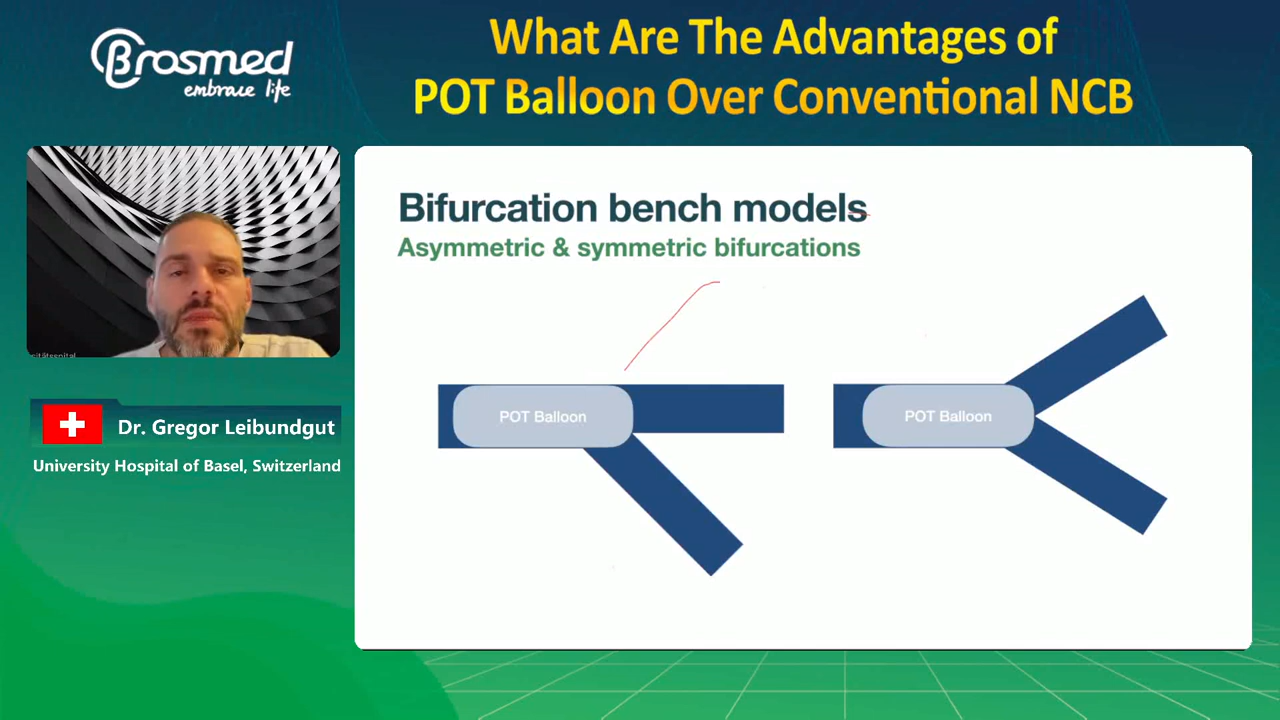 Brosmed
embrace life
What Are The Advantages of
POT Balloon Over Conventional NCB
Bifurcation bench models
Asymmetric & symmetric bifurcations
POT Balloon
POT Balloon
Dr. Gregor Leibundgut
University Hospital of Basel, Switzerland